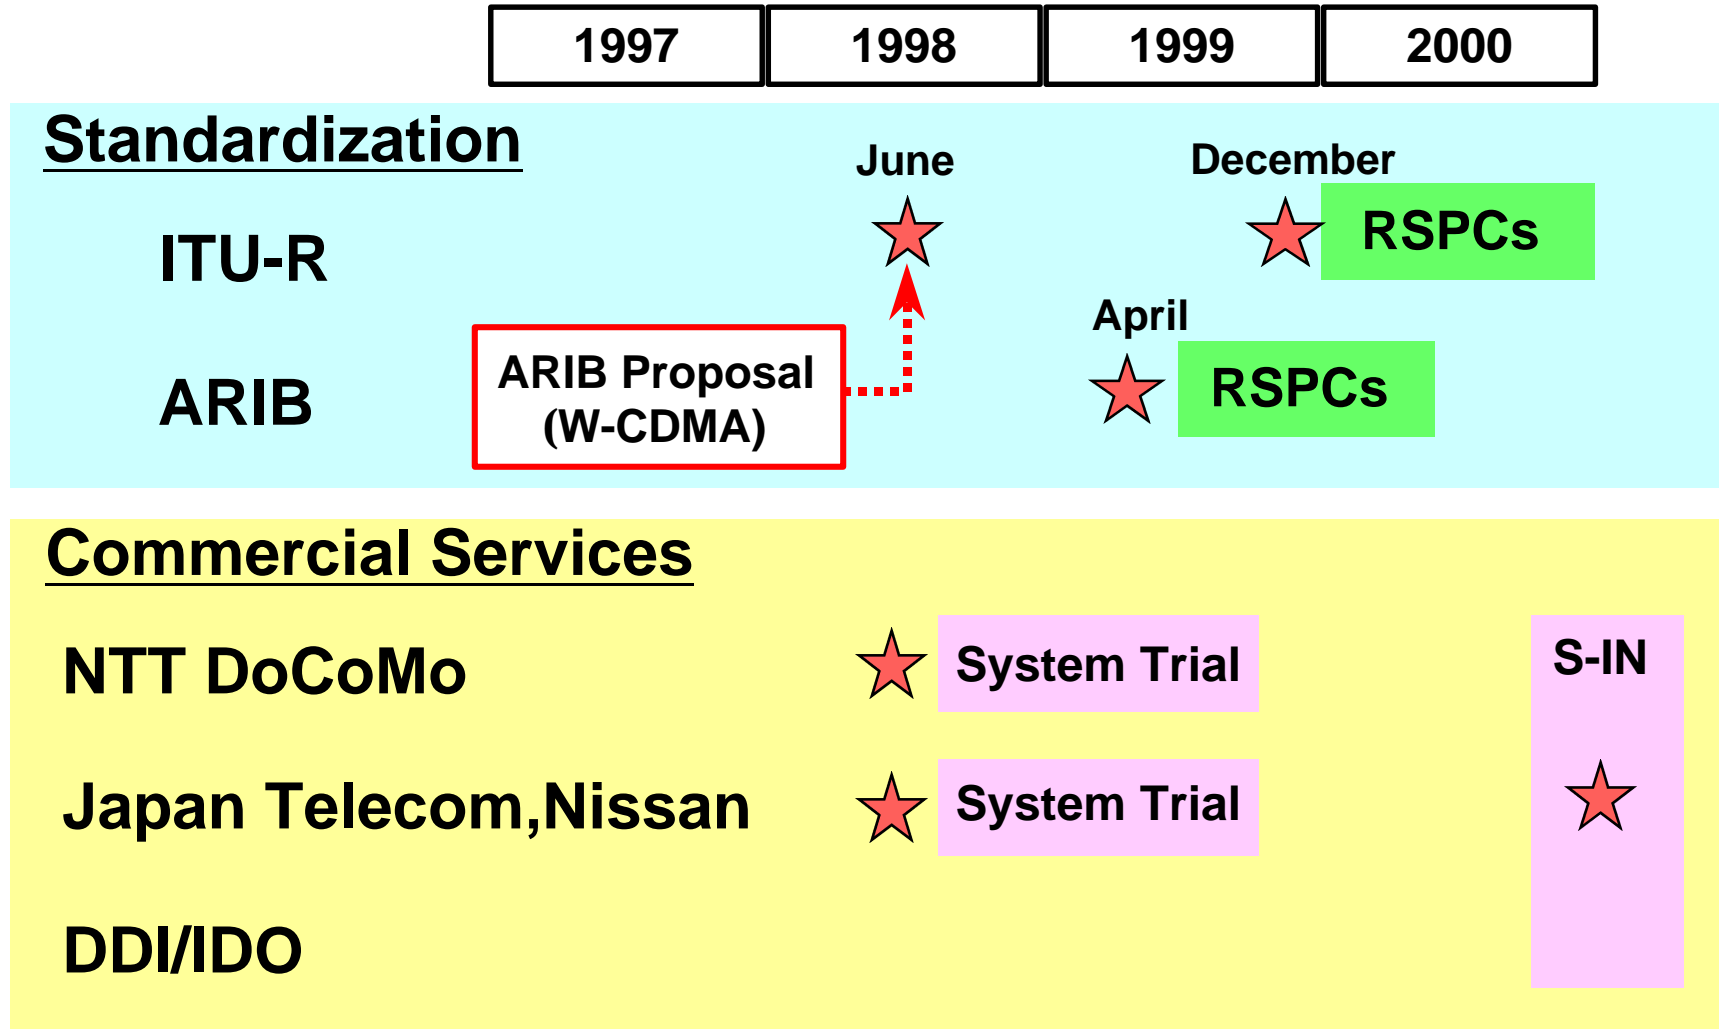 1997 1998 1999 2000
Standardization
June December
ITU-R RSPCs
April
ARIB
ARIB Proposal
(W-CDMA)
RSPCs
Commercial Services
NTT DoCoMo System Trial S-IN
Japan Telecom,Nissan System Trial
DDI/IDO